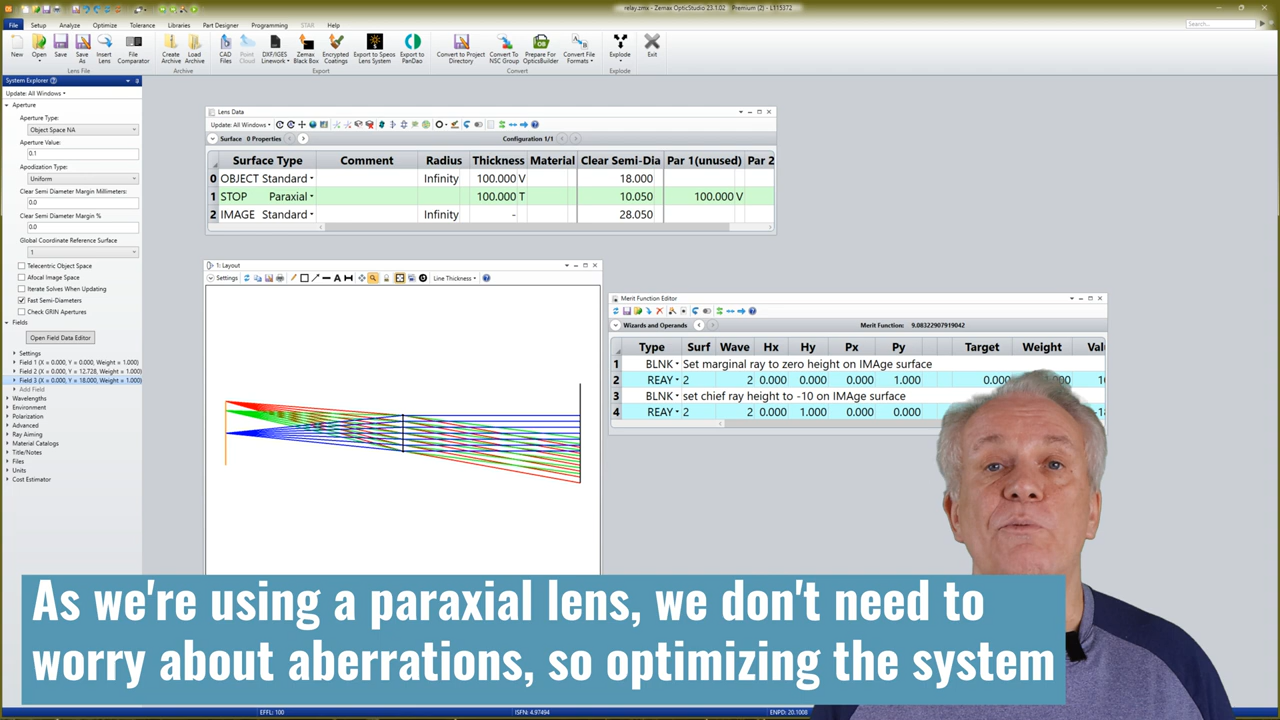 relay.zmx - Zemax OpticStudio 23.1.02 Premium (2) - L115372
File Setup Analyze Optimize Tolerance Libraries Part Designer Programming STAR Help
Search...
New Open Save Save As Insert Lens File Comparator Create Archive Load Archive CAD Files Point Cloud DXF/IGES Linework Zemax Black Box Encrypted Coatings Export to Speos Lens System Export to PanDao Convert to Project Directory Convert To NSC Group Prepare For OpticsBuilder Convert File Formats Explode Exit
Lens File Archive Export Convert Explode
System Explorer
Update: All Windows
Aperture
Aperture Type:
Object Space NA
Aperture Value:
0.1
Apodization Type:
Uniform
Clear Semi Diameter Margin Millimeters:
0.0
Clear Semi Diameter Margin %
0.0
Global Coordinate Reference Surface
1
Telecentric Object Space
Afocal Image Space
Iterate Solves When Updating
Fast Semi-Diameters
Check GRIN Apertures
Fields
Open Field Data Editor
Settings
Field 1 (X = 0.000, Y = 0.000, Weight = 1.000)
Field 2 (X = 0.000, Y = 12.728, Weight = 1.000)
Field 3 (X = 0.000, Y = 18.000, Weight = 1.000)
Add Field
Wavelengths
Environment
Polarization
Advanced
Ray Aiming
Material Catalogs
Title/Notes
Files
Units
Cost Estimator
Lens Data
Update: All Windows
Surface 0 Properties Configuration 1/1
Surface Type Comment Radius Thickness Material Clear Semi-Dia Par 1(unused) Par 2
0 OBJECT Standard Infinity 100.000 V 18.000
1 STOP Paraxial 100.000 T 10.050 100.000 V
2 IMAGE Standard Infinity - 28.050
1: Layout
Settings Line Thickness
Merit Function Editor
Wizards and Operands Merit Function: 9.08322907919042
Type Surf Wave Hx Hy Px Py Target Weight Val
1 BLNK Set marginal ray to zero height on IMAge surface
2 REAY 2 2 0.000 0.000 0.000 1.000 0.000 10
3 BLNK set chief ray height to -10 on IMAge surface
4 REAY 2 2 0.000 1.000 0.000 0.000
As we're using a paraxial lens, we don't need to
worry about aberrations, so optimizing the system
EFFL: 100 ISFN: 4.97494 ENPD: 20.1008